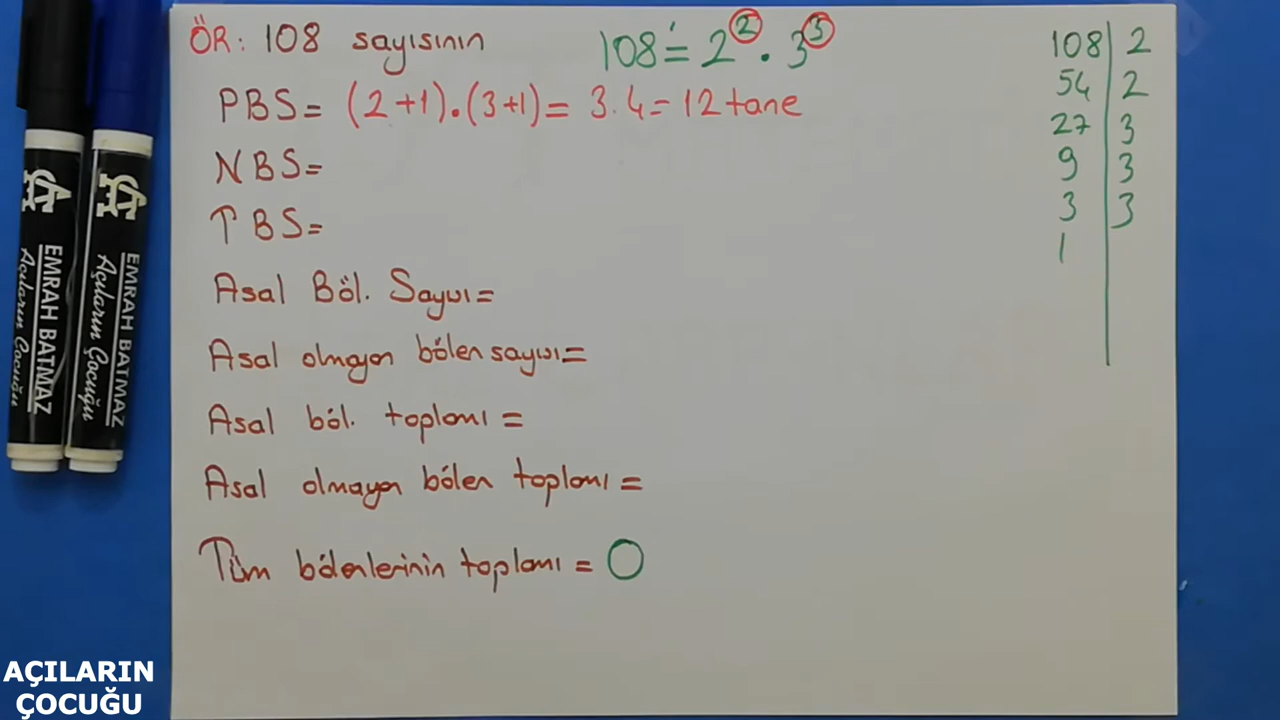 ÖR: 108 sayısının 108 = 2² . 3³
PBS = (2+1).(3+1) = 3.4 = 12 tane
NBS =
TBS =
Asal Böl. Sayısı =
Asal olmayan bölen sayısı =
Asal böl. toplamı =
Asal olmayan bölen toplamı =
Tüm bölenlerinin toplamı = 0
108 | 2
54 | 2
27 | 3
9 | 3
3 | 3
1 |
EMRAH BATMAZ
Açıların Çocuğu
EMRAH BATMAZ
Açıların Çocuğu
AÇILARIN
ÇOCUĞU